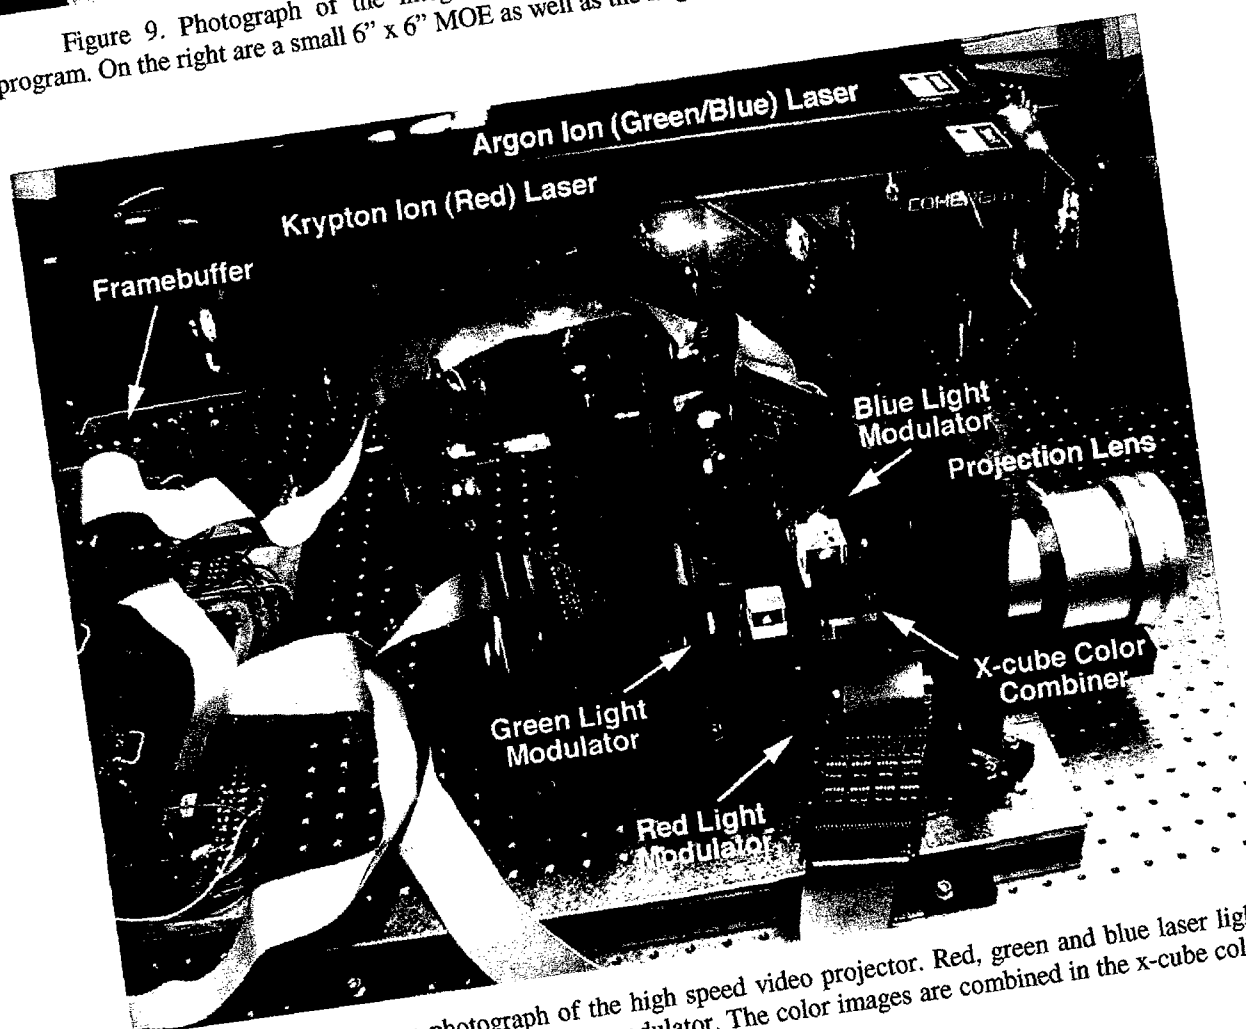 Figure 9. Photograph of the
program. On the right are a small 6” x 6” MOE as well as the
Argon Ion (Green/Blue) Laser
Krypton Ion (Red) Laser
COHERENT
Framebuffer
Blue Light
Modulator
Projection Lens
X-cube Color
Combiner
Green Light
Modulator
Red Light
Modulator
photograph of the high speed video projector. Red, green and blue laser
The color images are combined in the x-cube